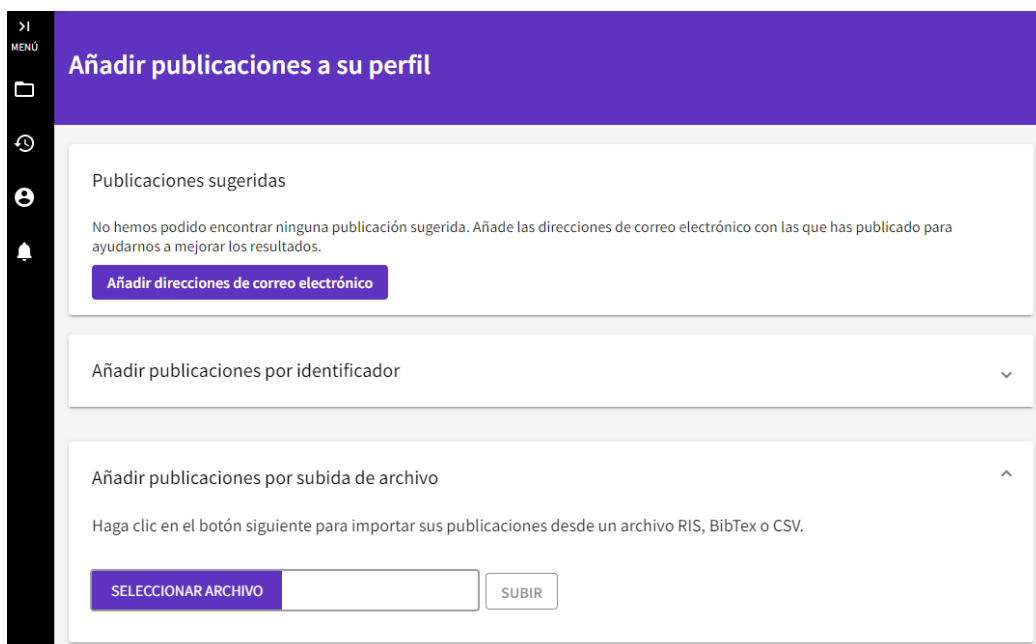 MENÚ
Añadir publicaciones a su perfil
Publicaciones sugeridas
No hemos podido encontrar ninguna publicación sugerida. Añade las direcciones de correo electrónico con las que has publicado para
ayudarnos a mejorar los resultados.
Añadir direcciones de correo electrónico
Añadir publicaciones por identificador
Añadir publicaciones por subida de archivo
Haga clic en el botón siguiente para importar sus publicaciones desde un archivo RIS, BibTex o CSV.
SELECCIONAR ARCHIVO
SUBIR